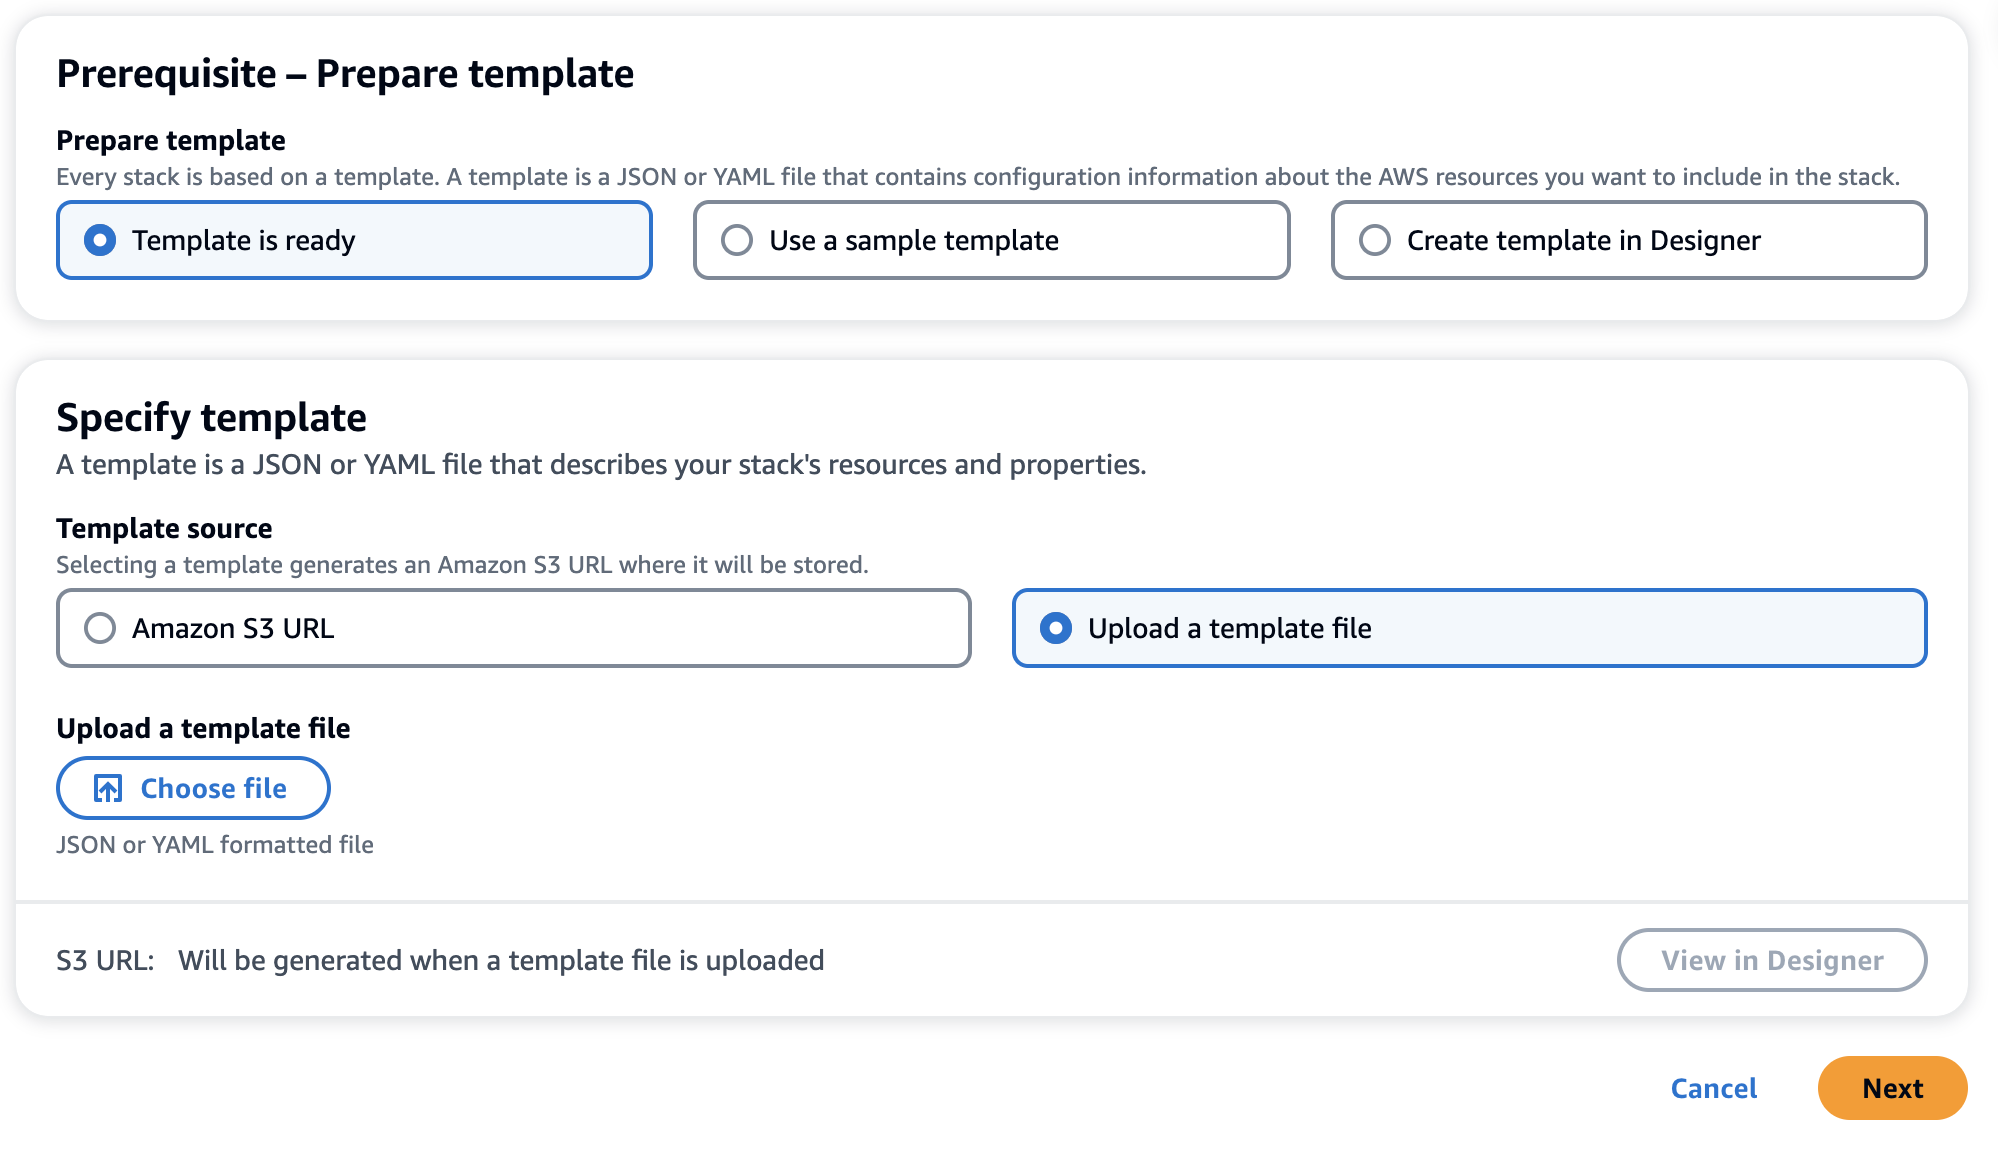 Prerequisite – Prepare template
Prepare template
Every stack is based on a template. A template is a JSON or YAML file that contains configuration information about the AWS resources you want to include in the stack.
Template is ready
Use a sample template
Create template in Designer
Specify template
A template is a JSON or YAML file that describes your stack's resources and properties.
Template source
Selecting a template generates an Amazon S3 URL where it will be stored.
Amazon S3 URL
Upload a template file
Upload a template file
Choose file
JSON or YAML formatted file
S3 URL: Will be generated when a template file is uploaded
View in Designer
Cancel
Next